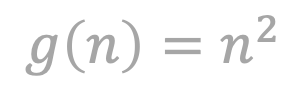 g(n) = n²